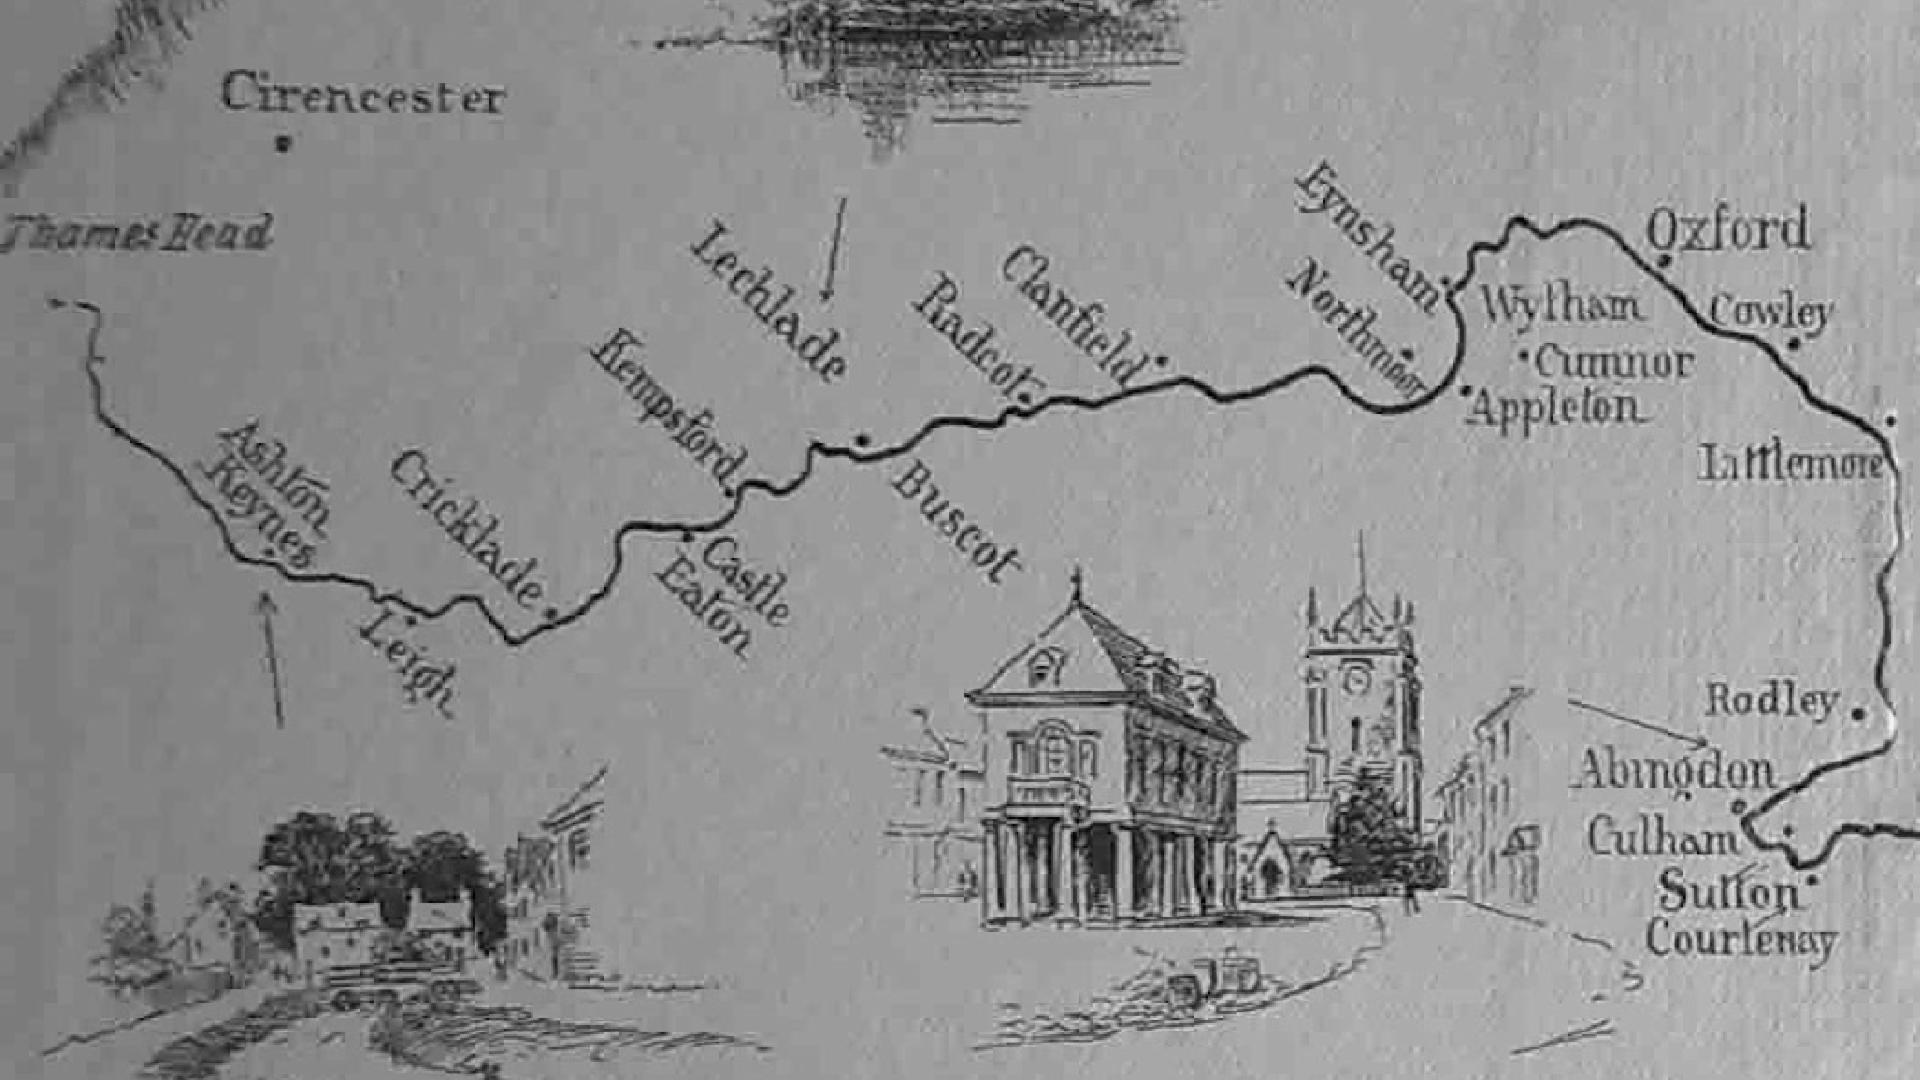 Cirencester
Thames Head
Ashton
Keynes
Leigh
Cricklade
Kempsford
Castle
Eaton
Lechlade
Buscot
Radcot
Clanfield
Eynsham
Northmoor
Oxford
Wytham
Cowley
Cumnor
Appleton
Littlemore
Radley
Abingdon
Culham
Sutton
Courtenay